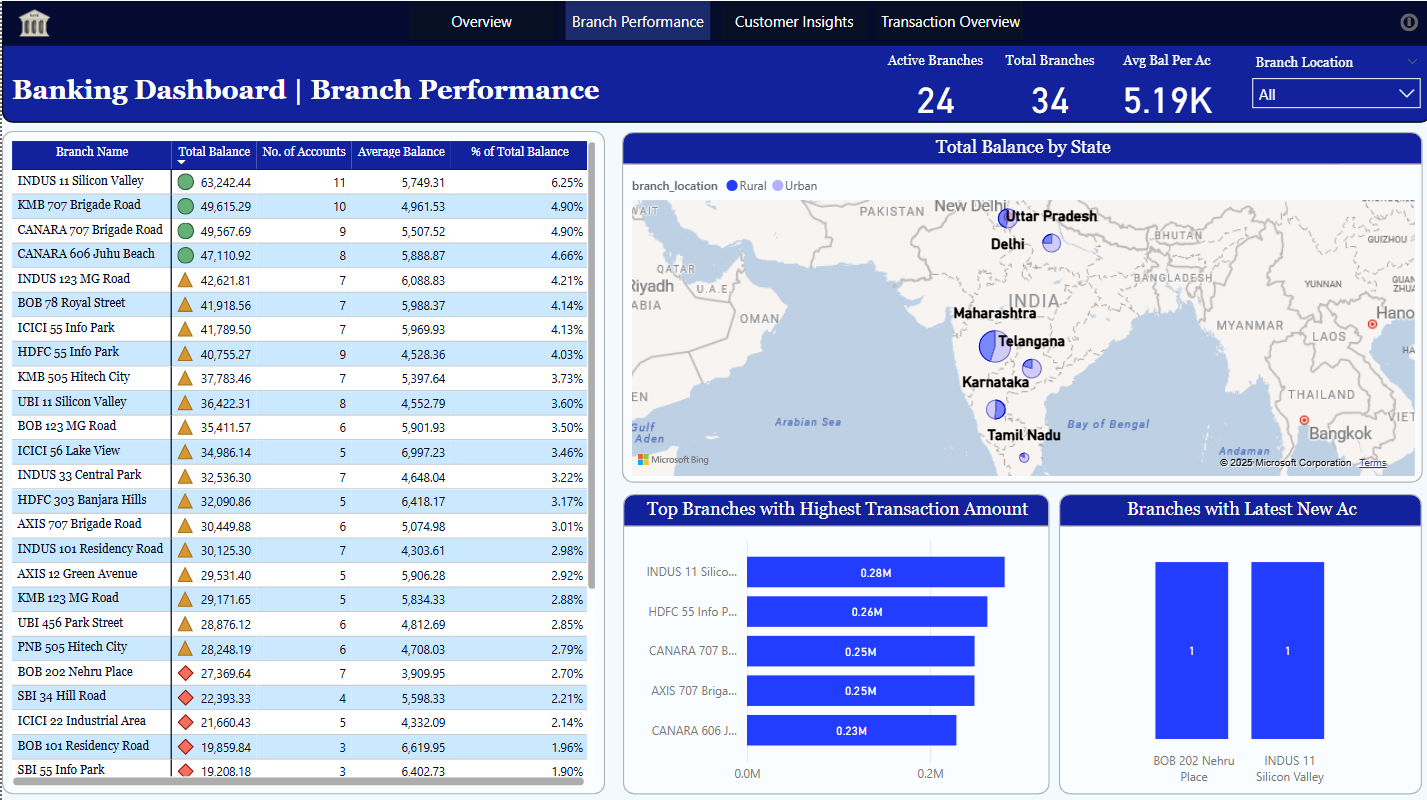 Overview Branch Performance Customer Insights Transaction Overview
Banking Dashboard | Branch Performance
Active Branches Total Branches Avg Bal Per Ac Branch Location
24 34 5.19K All
Branch Name Total Balance No. of Accounts Average Balance % of Total Balance
INDUS 11 Silicon Valley 63,242.44 11 5,749.31 6.25%
KMB 707 Brigade Road 49,615.29 10 4,961.53 4.90%
CANARA 707 Brigade Road 49,567.69 9 5,507.52 4.90%
CANARA 606 Juhu Beach 47,110.92 8 5,888.87 4.66%
INDUS 123 MG Road 42,621.81 7 6,088.83 4.21%
BOB 78 Royal Street 41,918.56 7 5,988.37 4.14%
ICICI 55 Info Park 41,789.50 7 5,969.93 4.13%
HDFC 55 Info Park 40,755.27 9 4,528.36 4.03%
KMB 505 Hitech City 37,783.46 7 5,397.64 3.73%
UBI 11 Silicon Valley 36,422.31 8 4,552.79 3.60%
BOB 123 MG Road 35,411.57 6 5,901.93 3.50%
ICICI 56 Lake View 34,986.14 5 6,997.23 3.46%
INDUS 33 Central Park 32,536.30 7 4,648.04 3.22%
HDFC 303 Banjara Hills 32,090.86 5 6,418.17 3.17%
AXIS 707 Brigade Road 30,449.88 6 5,074.98 3.01%
INDUS 101 Residency Road 30,125.30 7 4,303.61 2.98%
AXIS 12 Green Avenue 29,531.40 5 5,906.28 2.92%
KMB 123 MG Road 29,171.65 5 5,834.33 2.88%
UBI 456 Park Street 28,876.12 6 4,812.69 2.85%
PNB 505 Hitech City 28,248.19 6 4,708.03 2.79%
BOB 202 Nehru Place 27,369.64 7 3,909.95 2.70%
SBI 34 Hill Road 22,393.33 4 5,598.33 2.21%
ICICI 22 Industrial Area 21,660.43 5 4,332.09 2.14%
BOB 101 Residency Road 19,859.84 3 6,619.95 1.96%
SBI 55 Info Park 19,208.18 3 6,402.73 1.90%
Total Balance by State
branch_location Rural Urban
PAKISTAN
New Delhi
Uttar Pradesh
Delhi
BHUTAN
GUIZHOU
QATAR
Riyadh
U.A.E.
BANGLADESH
YUNNAN
OMAN
INDIA
Maharashtra
Telangana
MYANMAR
Hano
LAOS
Karnataka
THAILAND
VIET
Arabian Sea
Bay of Bengal
Gulf
Aden
Tamil Nadu
Bangkok
Andaman
Microsoft Bing
© 2025 Microsoft Corporation Terms
Top Branches with Highest Transaction Amount
INDUS 11 Silico... 0.28M
HDFC 55 Info P... 0.26M
CANARA 707 B... 0.25M
AXIS 707 Briga... 0.25M
CANARA 606 J... 0.23M
0.0M 0.2M
Branches with Latest New Ac
1 1
BOB 202 Nehru
Place
INDUS 11
Silicon Valley